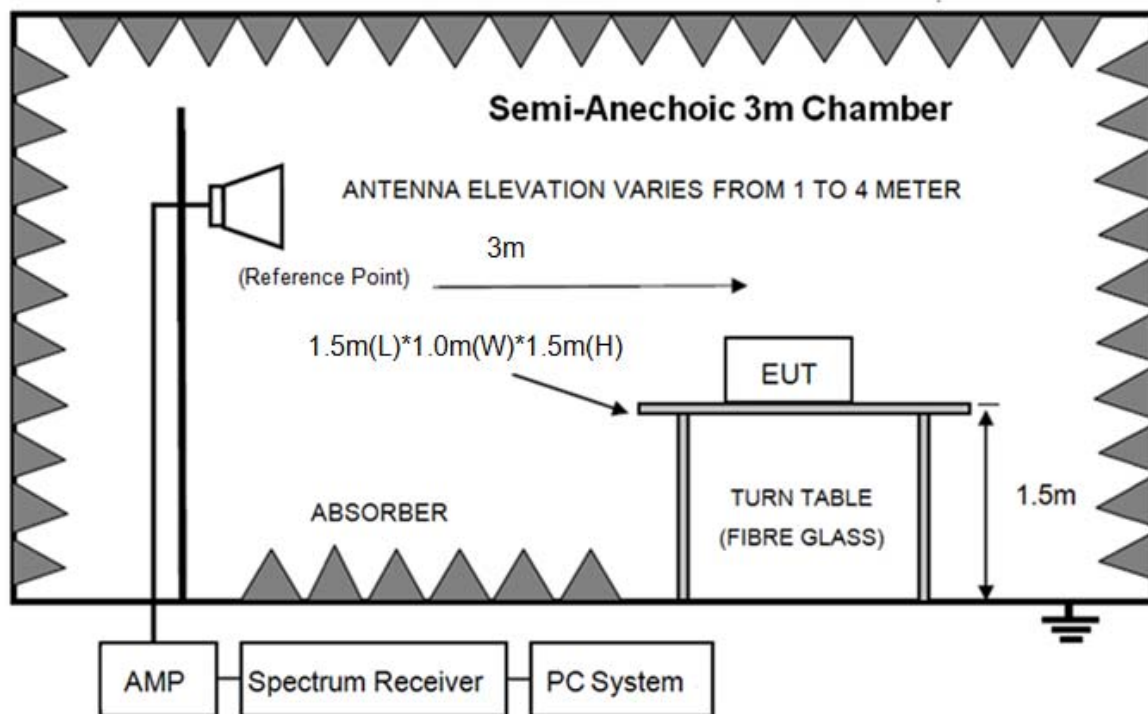 Semi-Anechoic 3m Chamber
ANTENNA ELEVATION VARIES FROM 1 TO 4 METER
3m
(Reference Point)
1.5m(L)*1.0m(W)*1.5m(H)
EUT
1.5m
TURN TABLE
(FIBRE GLASS)
ABSORBER
AMP
Spectrum Receiver
PC System